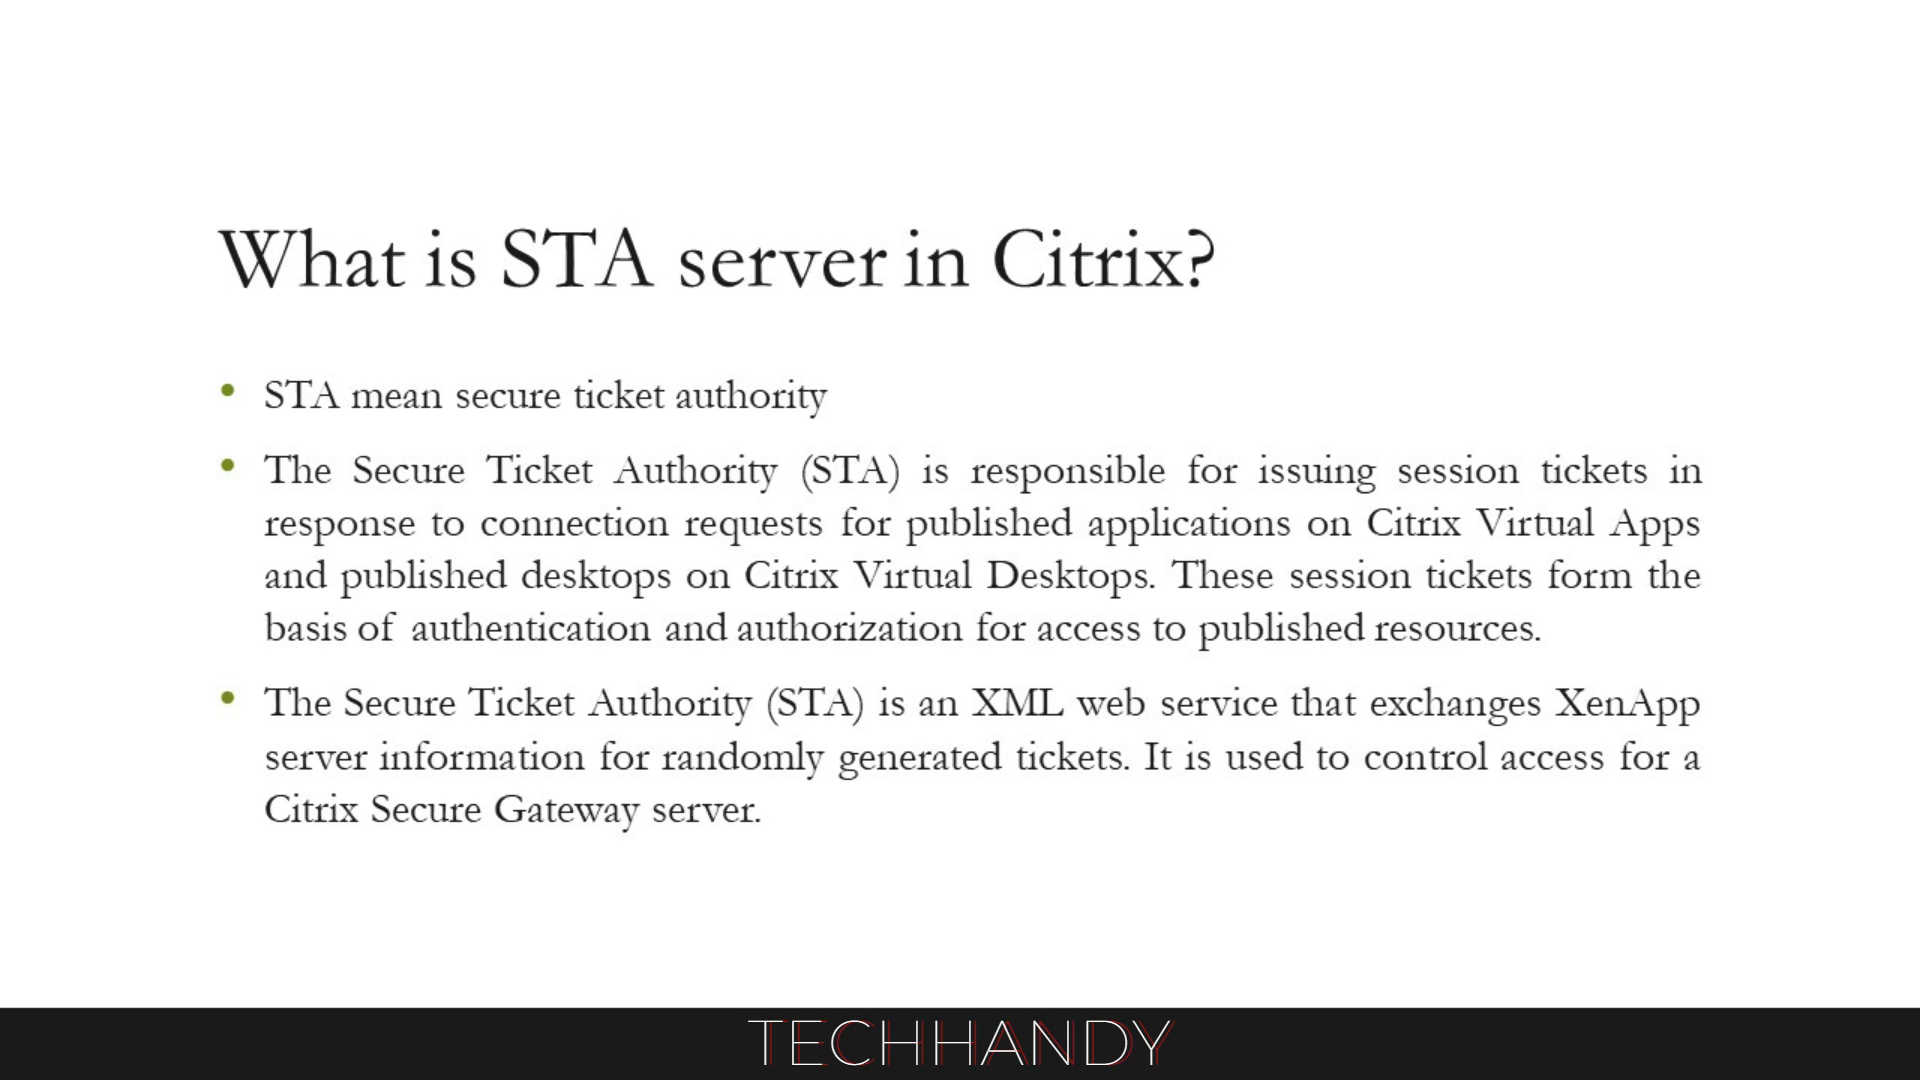 What is STA server in Citrix?
• STA mean secure ticket authority
• The Secure Ticket Authority (STA) is responsible for issuing session tickets in
response to connection requests for published applications on Citrix Virtual Apps
and published desktops on Citrix Virtual Desktops. These session tickets form the
basis of authentication and authorization for access to published resources.
• The Secure Ticket Authority (STA) is an XML web service that exchanges XenApp
server information for randomly generated tickets. It is used to control access for a
Citrix Secure Gateway server.
TECHHANDY